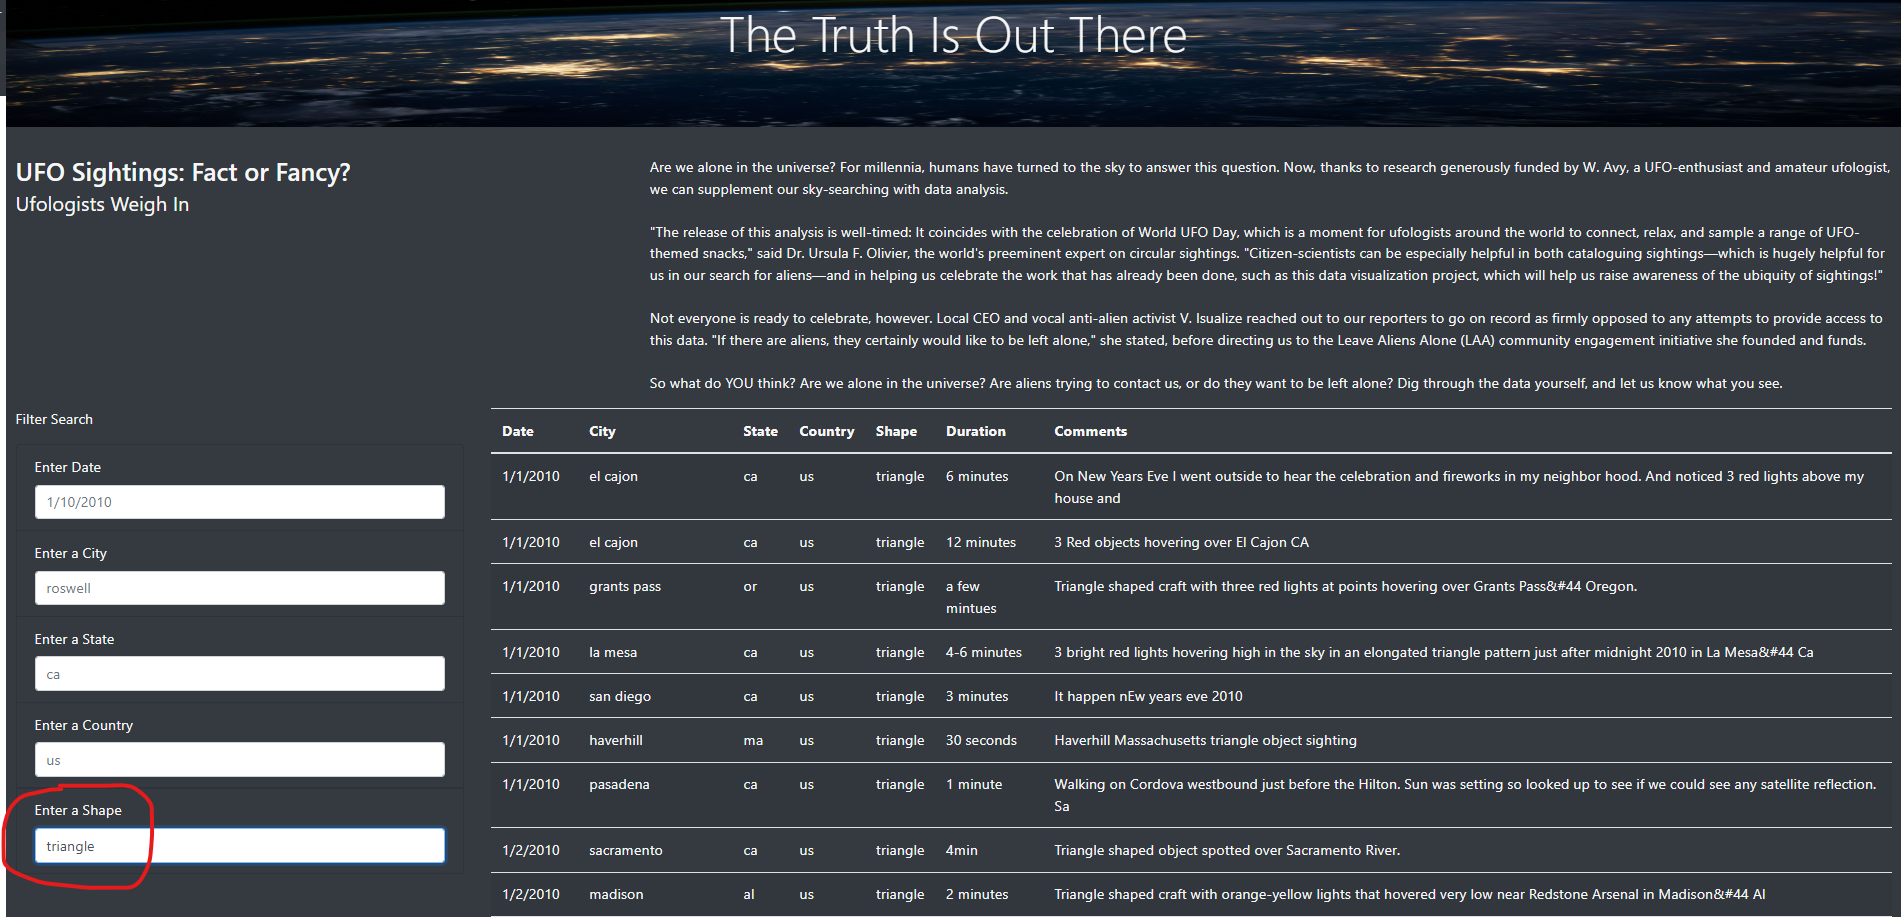 The Truth Is Out There
UFO Sightings: Fact or Fancy?
Ufologists Weigh In
Are we alone in the universe? For millennia, humans have turned to the sky to answer this question. Now, thanks to research generously funded by W. Avy, a UFO-enthusiast and amateur ufologist,
we can supplement our sky-searching with data analysis.
"The release of this analysis is well-timed: It coincides with the celebration of World UFO Day, which is a moment for ufologists around the world to connect, relax, and sample a range of UFO-
themed snacks," said Dr. Ursula F. Olivier, the world's preeminent expert on circular sightings. "Citizen-scientists can be especially helpful in both cataloguing sightings—which is hugely helpful for
us in our search for aliens—and in helping us celebrate the work that has already been done, such as this data visualization project, which will help us raise awareness of the ubiquity of sightings!"
Not everyone is ready to celebrate, however. Local CEO and vocal anti-alien activist V. Isualize reached out to our reporters to go on record as firmly opposed to any attempts to provide access to
this data. "If there are aliens, they certainly would like to be left alone," she stated, before directing us to the Leave Aliens Alone (LAA) community engagement initiative she founded and funds.
So what do YOU think? Are we alone in the universe? Are aliens trying to contact us, or do they want to be left alone? Dig through the data yourself, and let us know what you see.
Filter Search
Enter Date
1/10/2010
Enter a City
roswell
Enter a State
ca
Enter a Country
us
Enter a Shape
triangle
Date City State Country Shape Duration Comments
1/1/2010 el cajon ca us triangle 6 minutes On New Years Eve I went outside to hear the celebration and fireworks in my neighbor hood. And noticed 3 red lights above my
house and
1/1/2010 el cajon ca us triangle 12 minutes 3 Red objects hovering over El Cajon CA
1/1/2010 grants pass or us triangle a few Triangle shaped craft with three red lights at points hovering over Grants Pass&#44 Oregon.
mintues
1/1/2010 la mesa ca us triangle 4-6 minutes 3 bright red lights hovering high in the sky in an elongated triangle pattern just after midnight 2010 in La Mesa&#44 Ca
1/1/2010 san diego ca us triangle 3 minutes It happen nEw years eve 2010
1/1/2010 haverhill ma us triangle 30 seconds Haverhill Massachusetts triangle object sighting
1/1/2010 pasadena ca us triangle 1 minute Walking on Cordova westbound just before the Hilton. Sun was setting so looked up to see if we could see any satellite reflection.
Sa
1/2/2010 sacramento ca us triangle 4min Triangle shaped object spotted over Sacramento River.
1/2/2010 madison al us triangle 2 minutes Triangle shaped craft with orange-yellow lights that hovered very low near Redstone Arsenal in Madison&#44 Al